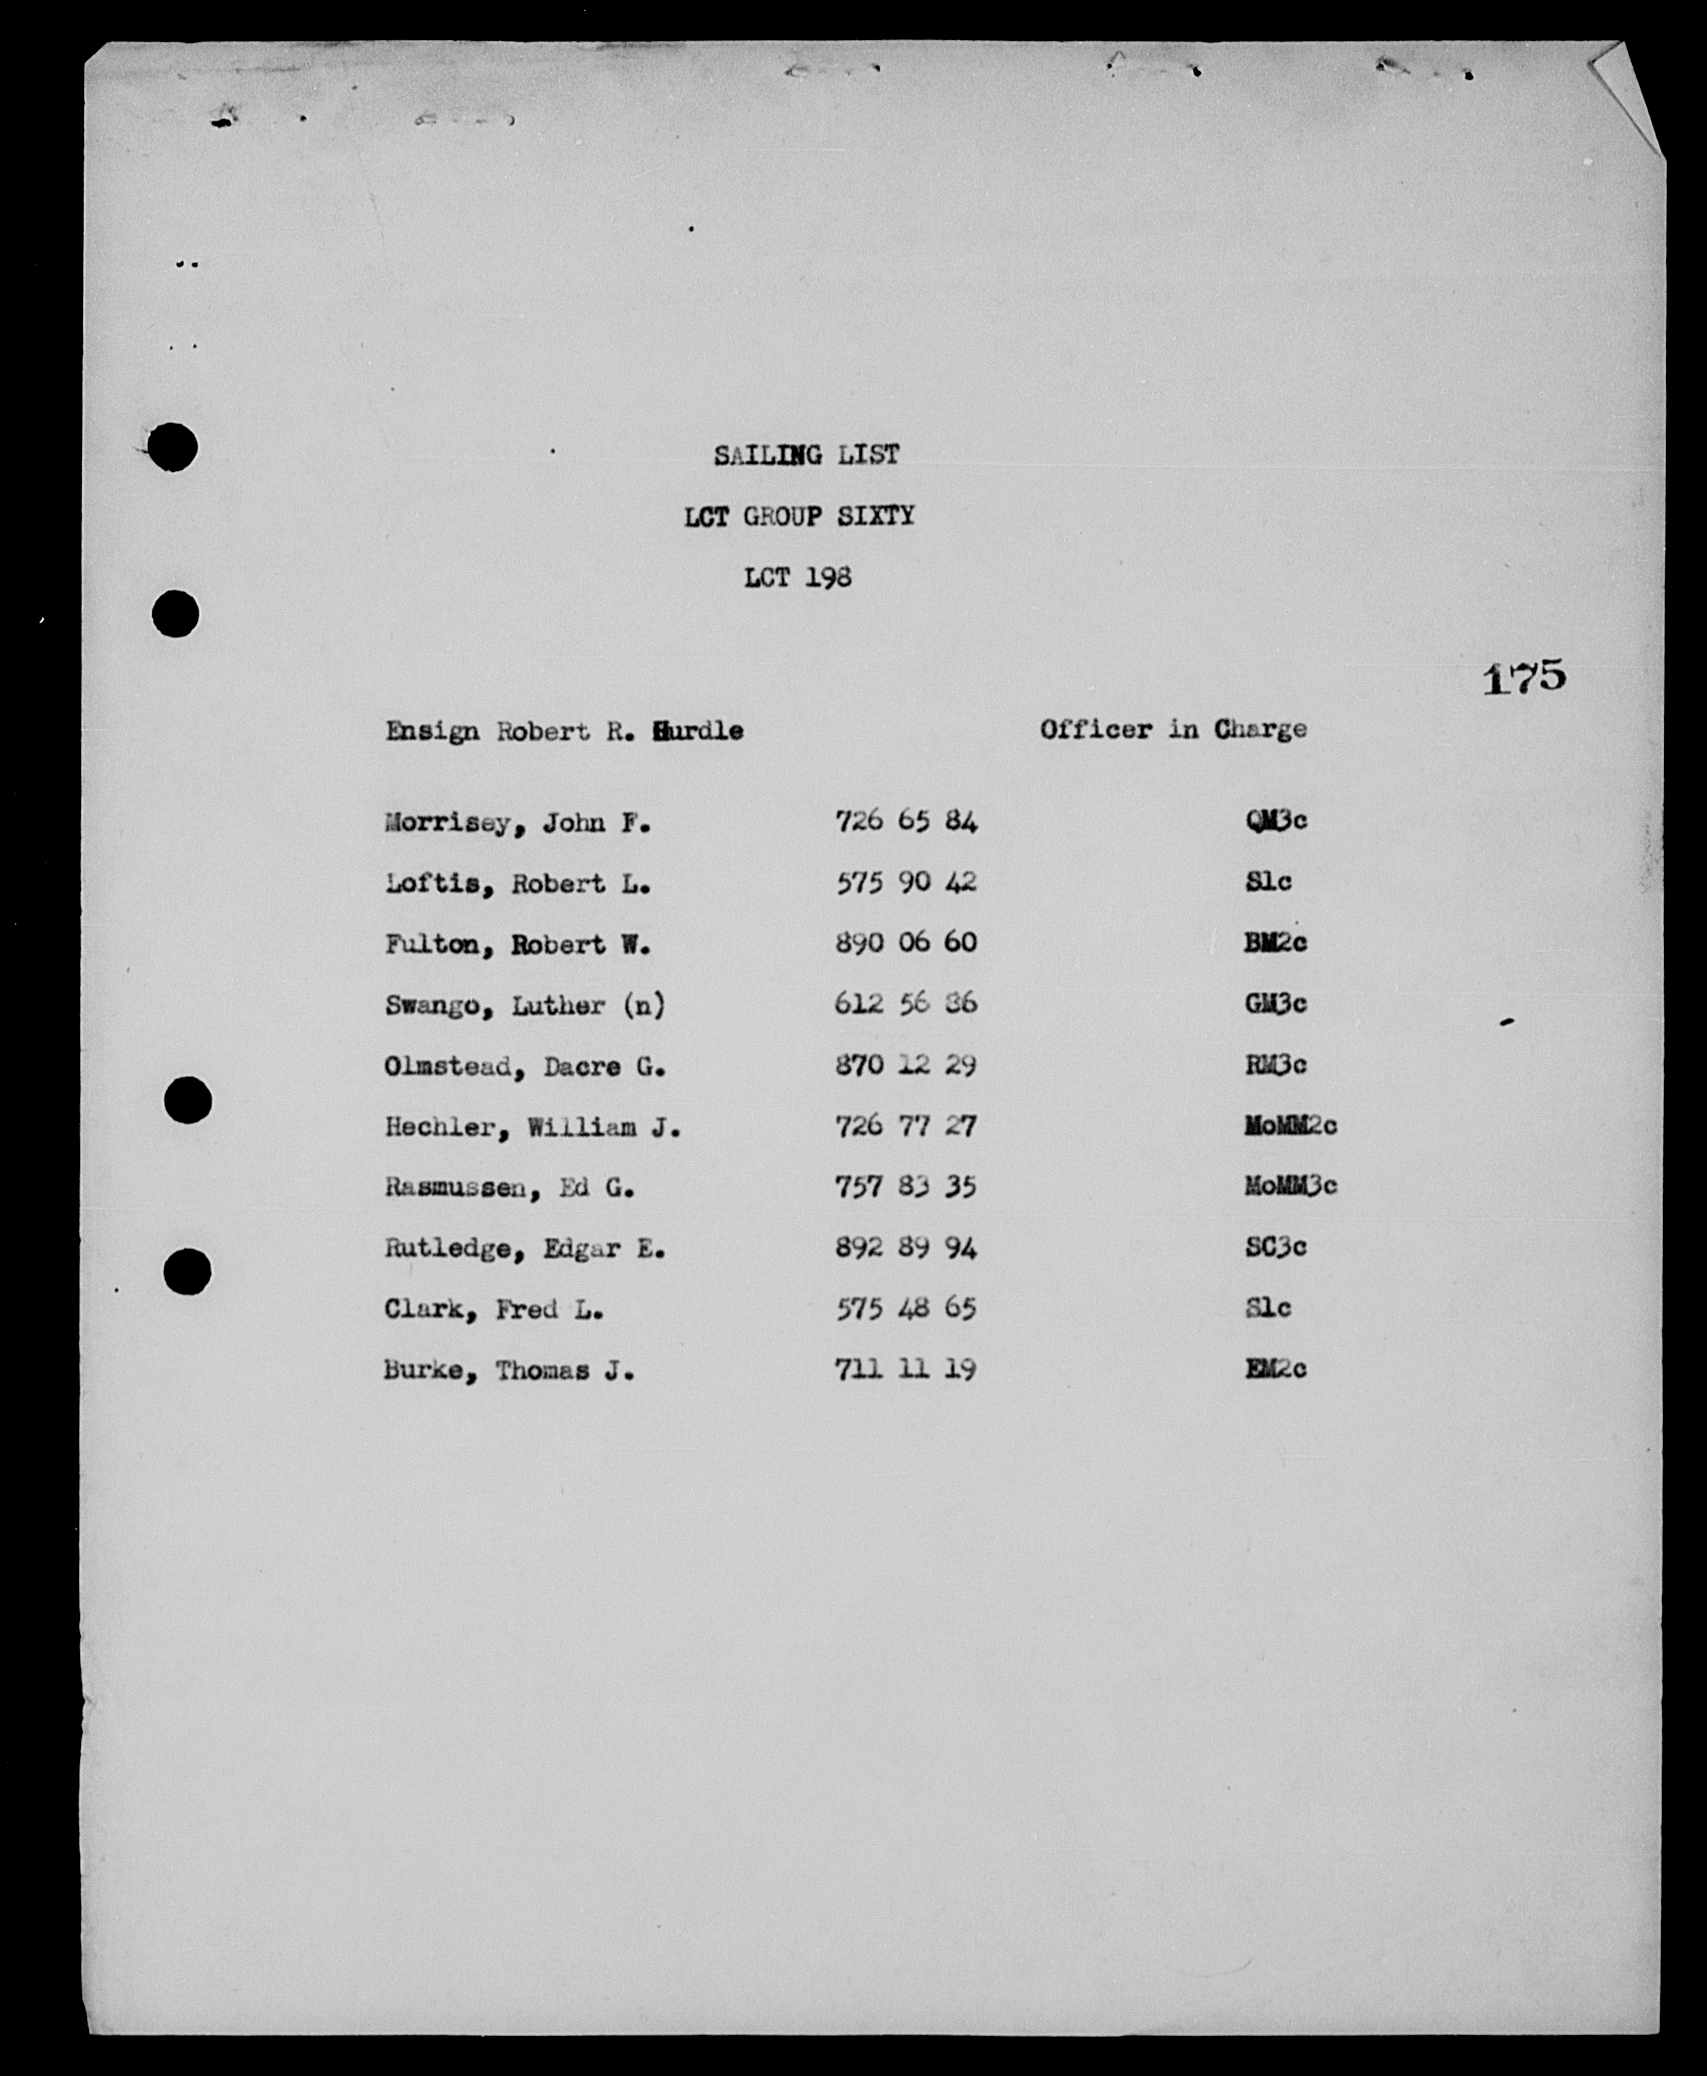 SAILING LIST
LCT GROUP SIXTY
LCT 198
175
Ensign Robert R. Hurdle Officer in Charge
Morrisey, John F. 726 65 84 QM3c
Loftis, Robert L. 575 90 42 S1c
Fulton, Robert W. 890 06 60 BM2c
Swango, Luther (n) 612 56 86 GM3c
Olmstead, Dacre G. 870 12 29 RM3c
Hechler, William J. 726 77 27 MoMM2c
Rasmussen, Ed G. 757 83 35 MoMM3c
Rutledge, Edgar E. 892 89 94 SC3c
Clark, Fred L. 575 48 65 S1c
Burke, Thomas J. 711 11 19 EM2c